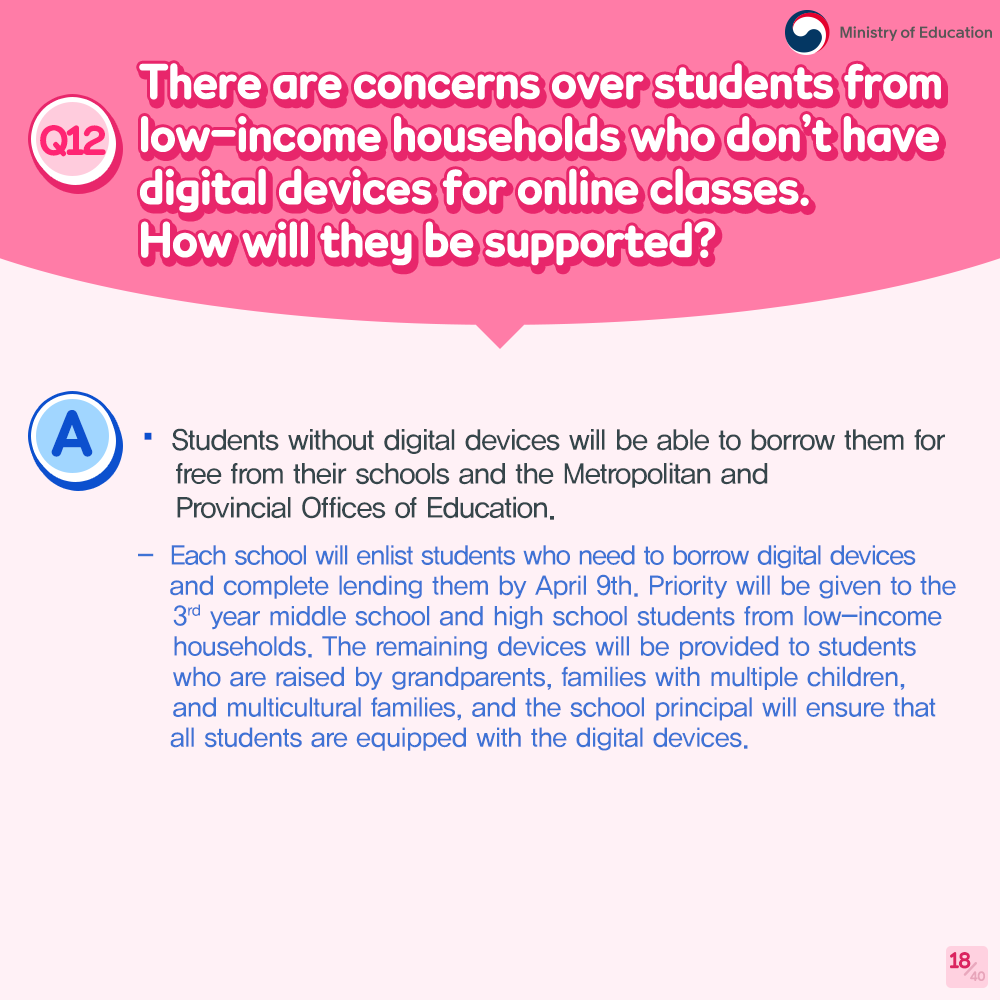 Ministry of Education
Q12
There are concerns over students from
low-income households who don't have
digital devices for online classes.
How will they be supported?
A
▪ Students without digital devices will be able to borrow them for
free from their schools and the Metropolitan and
Provincial Offices of Education.
– Each school will enlist students who need to borrow digital devices
and complete lending them by April 9th. Priority will be given to the
3rd year middle school and high school students from low-income
households. The remaining devices will be provided to students
who are raised by grandparents, families with multiple children,
and multicultural families, and the school principal will ensure that
all students are equipped with the digital devices.
18/40